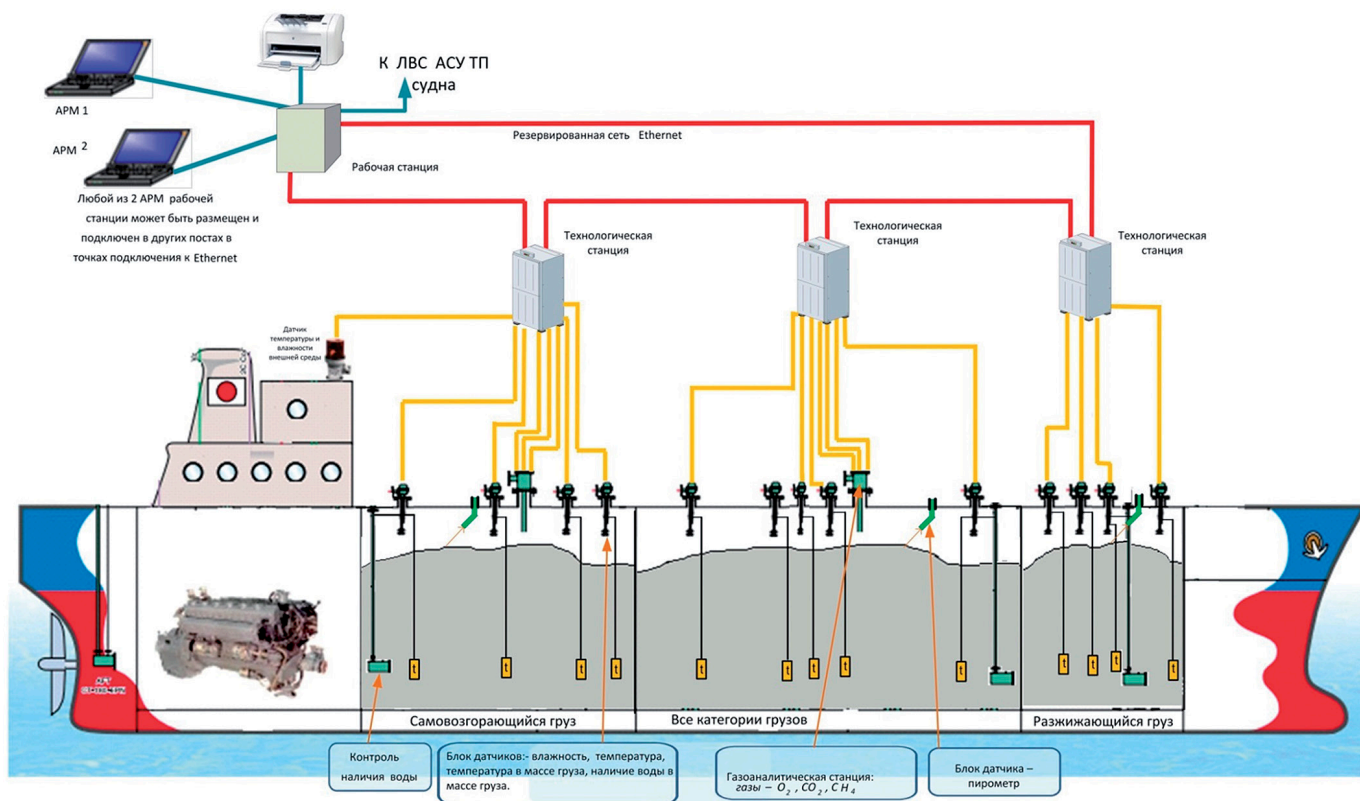 К ЛВС АСУ ТП
судна
АРМ 1
АРМ 2
Резервированная сеть Ethernet
Рабочая станция
Любой из 2 АРМ рабочей
станции может быть размещен и
подключен в других постах в
точках подключения к Ethernet
Технологическая
станция
Технологическая
станция
Технологическая
станция
Датчик
температуры и
влажности
внешней среды
t
t
t
t
t
t
t
t
t
t
t
t
t
Самовозгорающийся груз
Все категории грузов
Разжижающийся груз
Контроль
наличия воды
Блок датчиков:- влажность, температура,
температура в массе груза, наличие воды в
массе груза.
Газоаналитическая станция:
газы – O2 , CO2 , C H4
Блок датчика –
пирометр